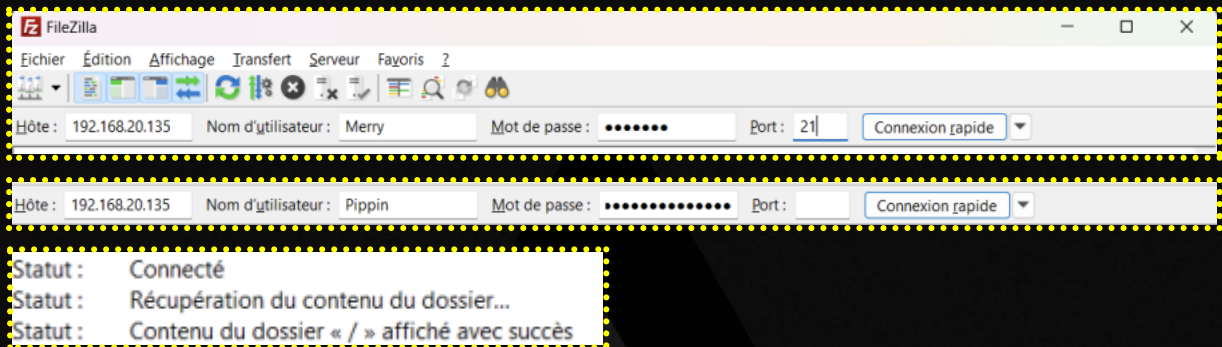 FileZilla
Fichier Édition Affichage Transfert Serveur Favoris ?
Hôte : 192.168.20.135 Nom d'utilisateur : Merry Mot de passe : ●●●●●●● Port : 21 Connexion rapide
Hôte : 192.168.20.135 Nom d'utilisateur : Pippin Mot de passe : ●●●●●●●●●●●●●● Port : Connexion rapide
Statut : Connecté
Statut : Récupération du contenu du dossier...
Statut : Contenu du dossier « / » affiché avec succès